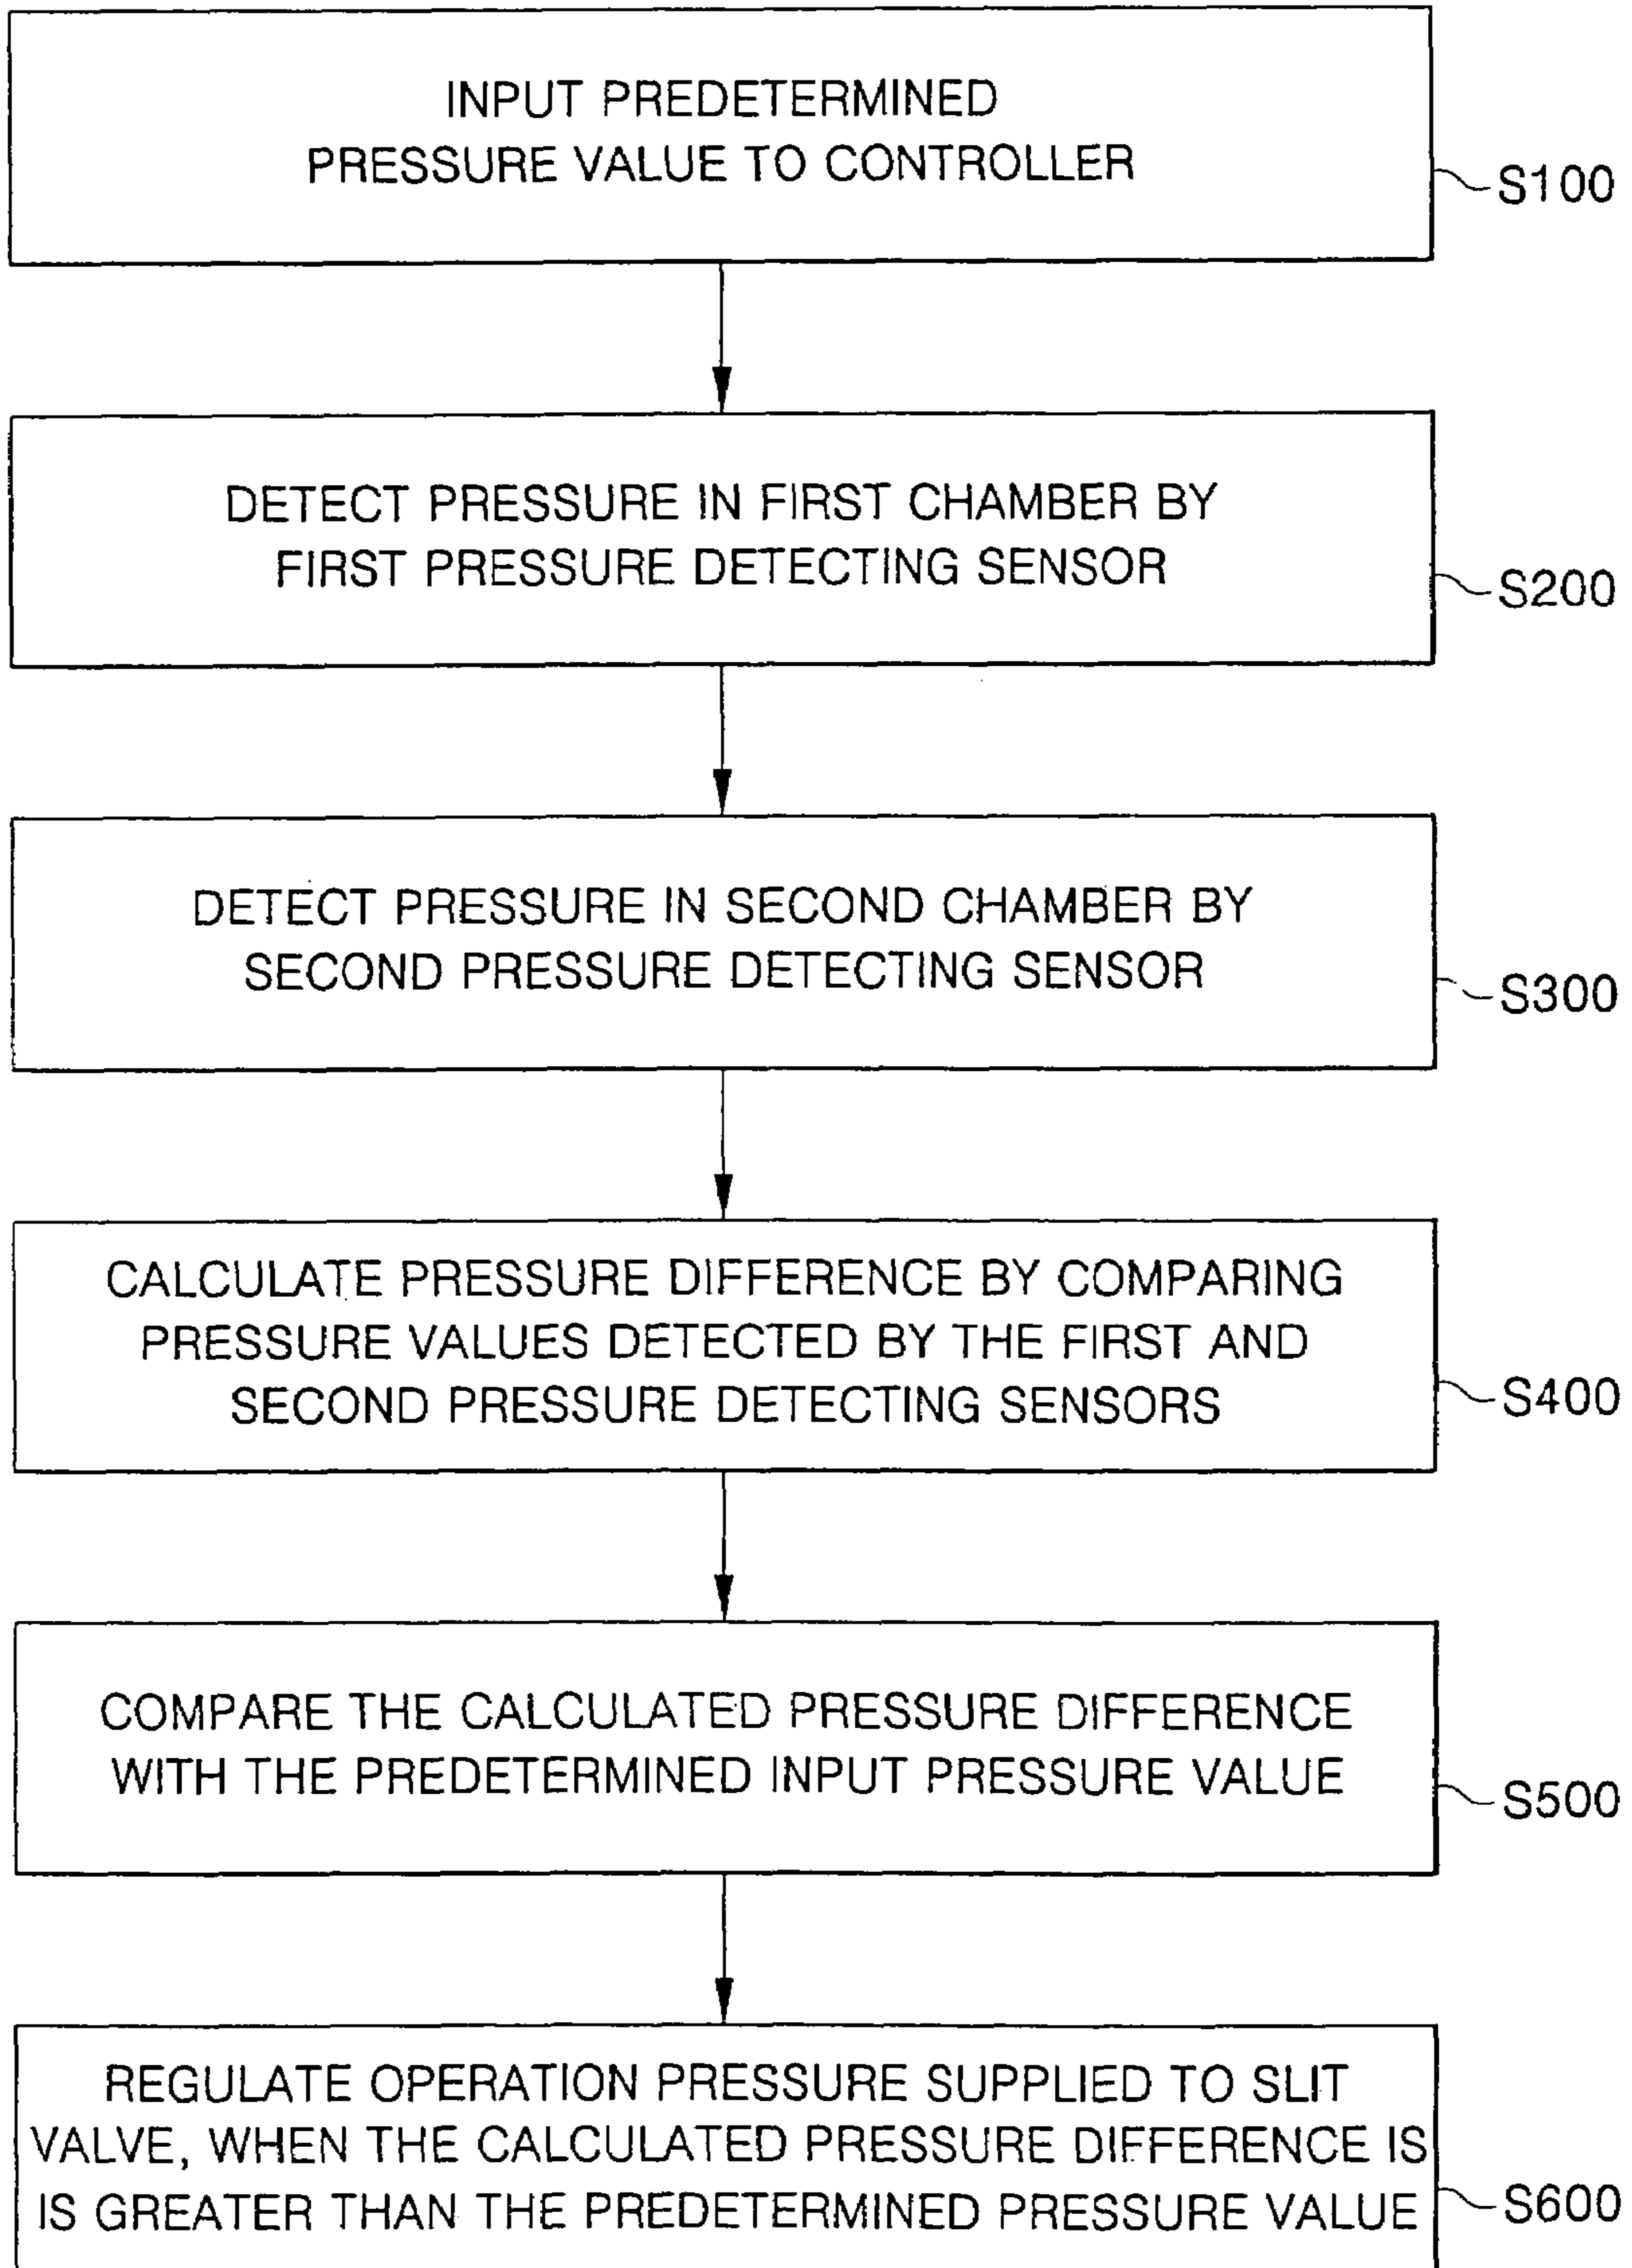 INPUT PREDETERMINED
PRESSURE VALUE TO CONTROLLER
S100
DETECT PRESSURE IN FIRST CHAMBER BY
FIRST PRESSURE DETECTING SENSOR
S200
DETECT PRESSURE IN SECOND CHAMBER BY
SECOND PRESSURE DETECTING SENSOR
S300
CALCULATE PRESSURE DIFFERENCE BY COMPARING
PRESSURE VALUES DETECTED BY THE FIRST AND
SECOND PRESSURE DETECTING SENSORS
S400
COMPARE THE CALCULATED PRESSURE DIFFERENCE
WITH THE PREDETERMINED INPUT PRESSURE VALUE
S500
REGULATE OPERATION PRESSURE SUPPLIED TO SLIT
VALVE, WHEN THE CALCULATED PRESSURE DIFFERENCE IS
IS GREATER THAN THE PREDETERMINED PRESSURE VALUE
S600